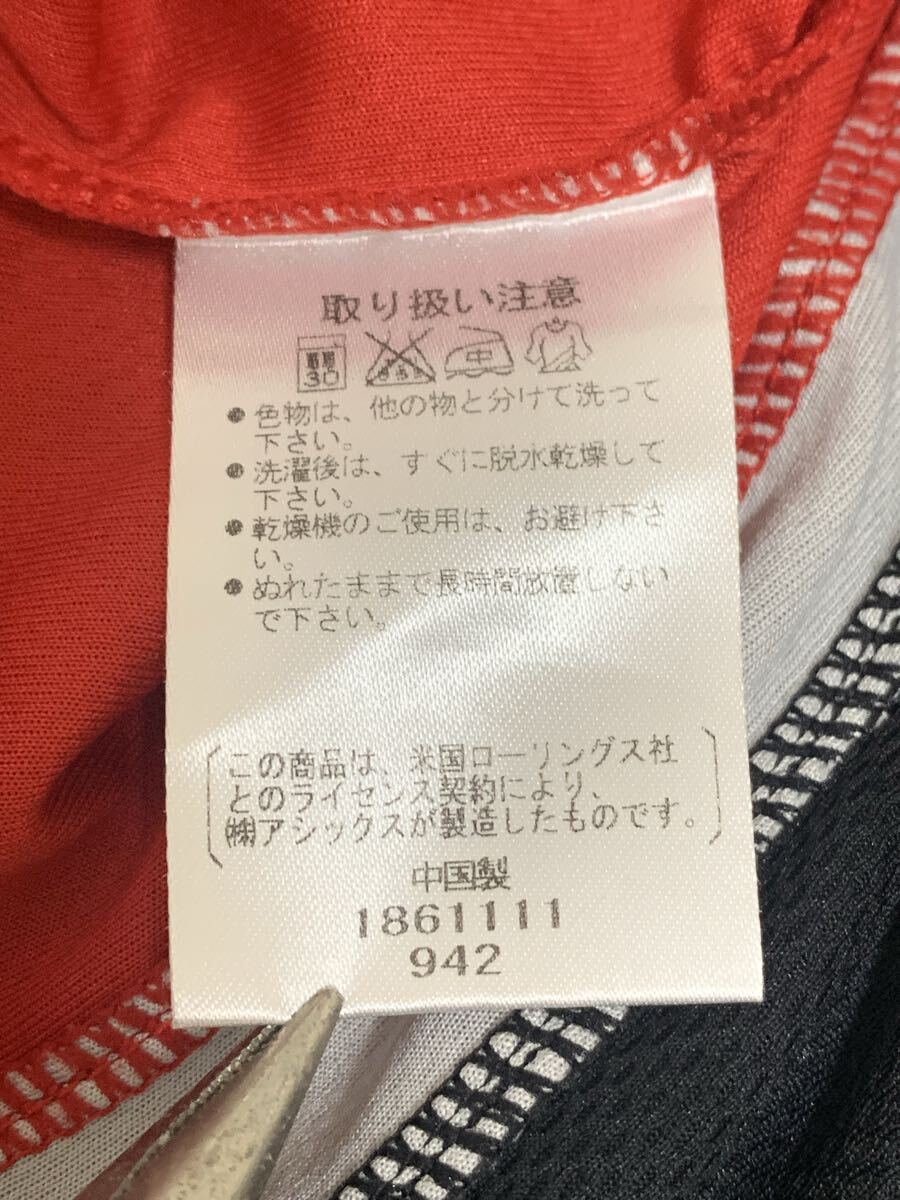 取り扱い注意
30
中
● 色物は、他の物と分けて洗って
下さい。
● 洗濯後は、すぐに脱水乾燥して
下さい。
● 乾燥機のご使用は、お避け下さ
い。
● ぬれたままで長時間放置しない
で下さい。
この商品は、米国ローリングス社
とのライセンス契約により、
㈱アシックスが製造したものです。
中国製
1861111
942